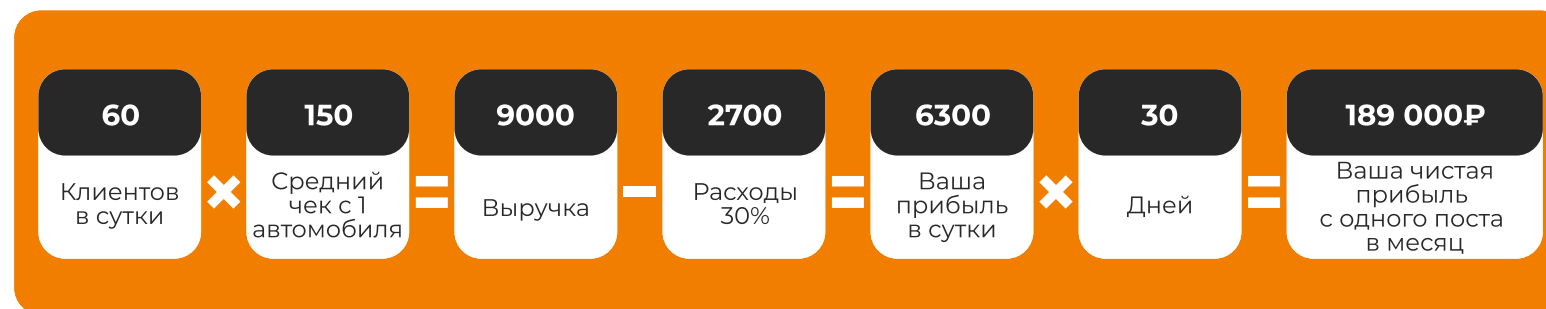 60
Клиентов
в сутки
×
150
Средний
чек с 1
автомобиля
=
9000
Выручка
−
2700
Расходы
30%
=
6300
Ваша
прибыль
в сутки
×
30
Дней
=
189 000₽
Ваша чистая
прибыль
с одного поста
в месяц